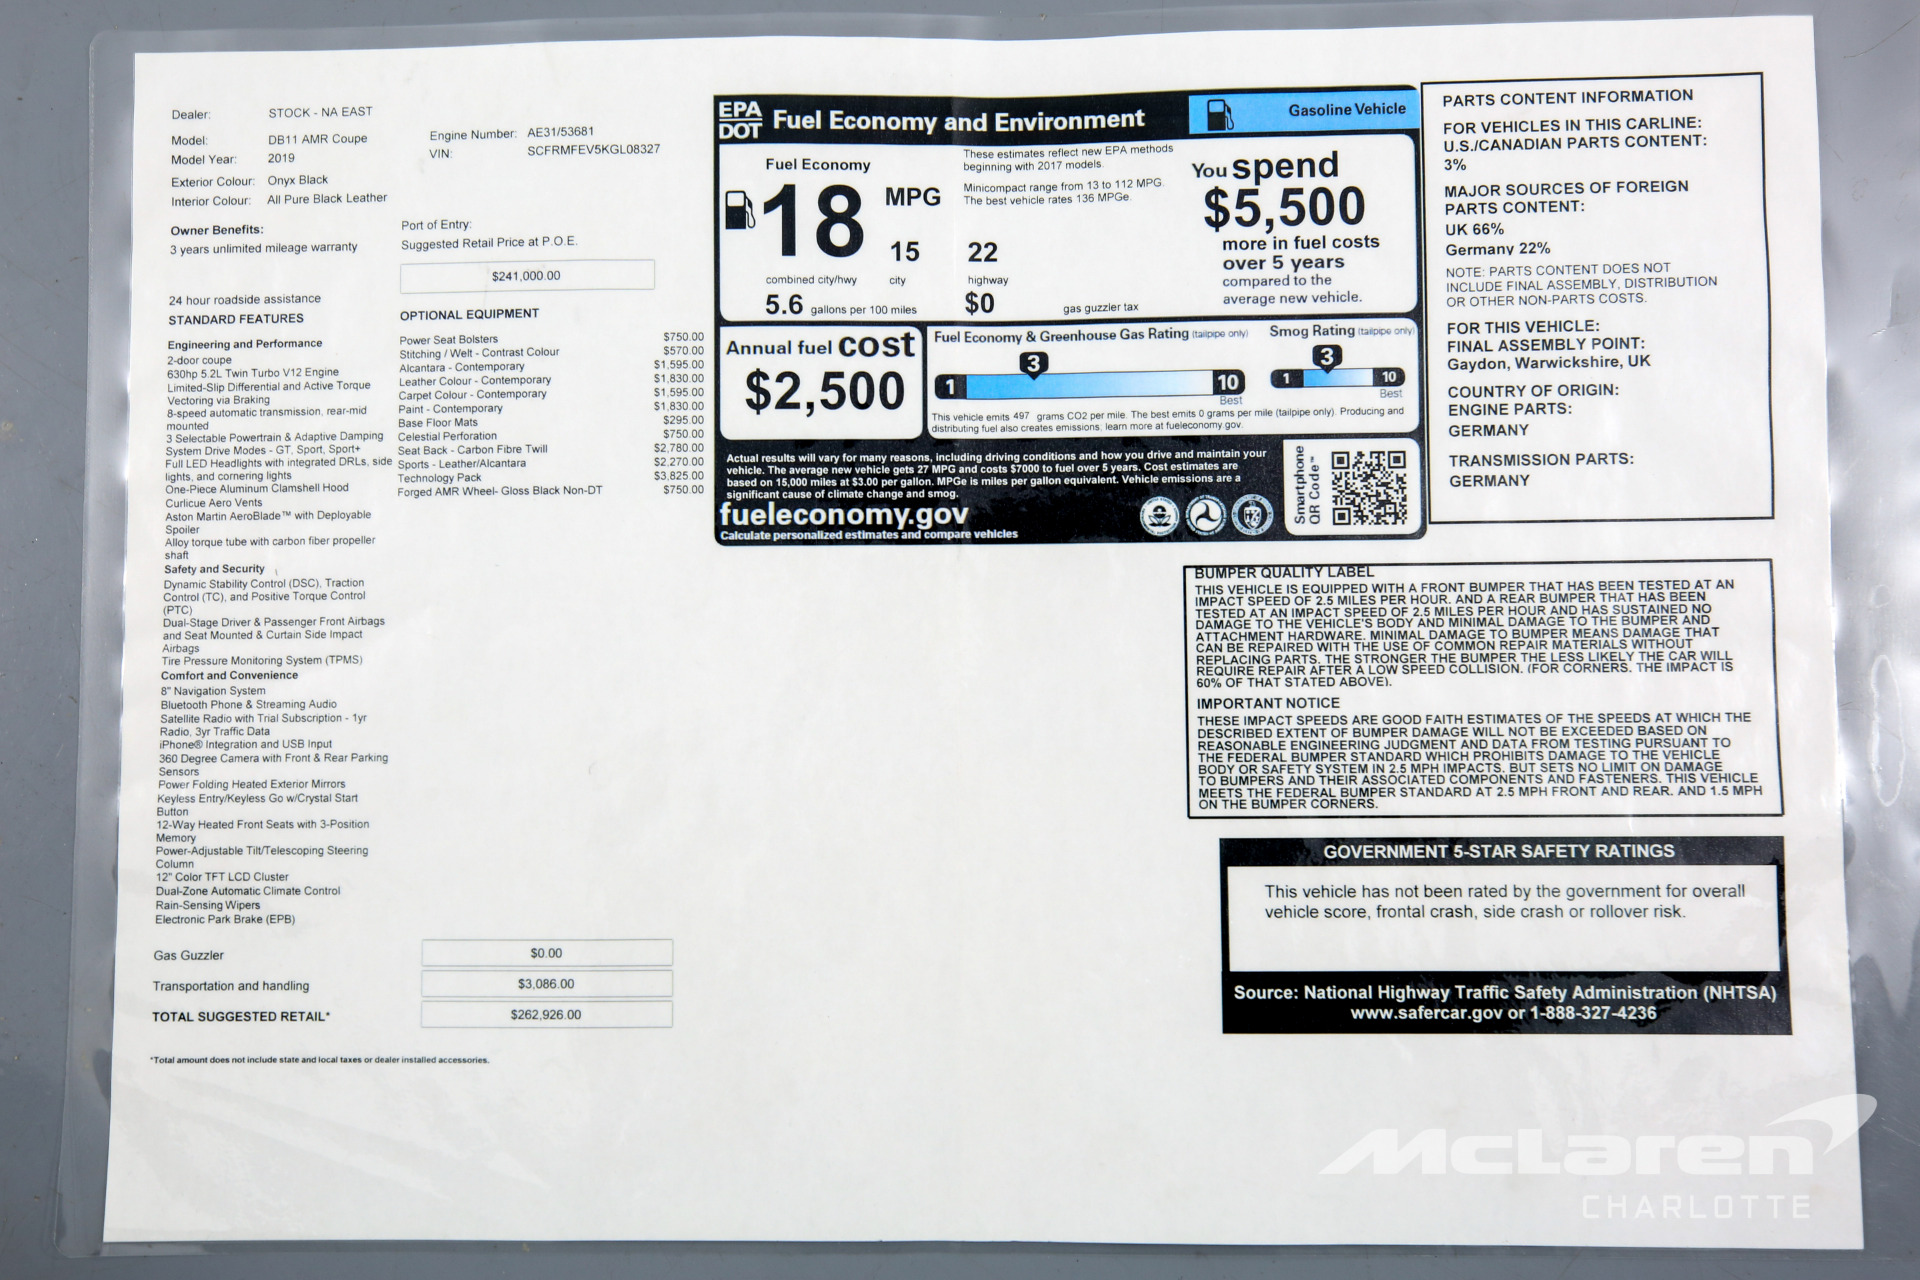 Dealer: STOCK - NA EAST
Model: DB11 AMR Coupe
Model Year: 2019
Engine Number: AE31/53681
VIN: SCFRMFEV5KGL08327
Exterior Colour: Onyx Black
Interior Colour: All Pure Black Leather
Owner Benefits:
3 years unlimited mileage warranty
Port of Entry:
Suggested Retail Price at P.O.E.
$241,000.00
24 hour roadside assistance
STANDARD FEATURES
Engineering and Performance
2-door coupe
630hp 5.2L Twin Turbo V12 Engine
Limited-Slip Differential and Active Torque
Vectoring via Braking
8-speed automatic transmission, rear-mid
mounted
3 Selectable Powertrain & Adaptive Damping
System Drive Modes - GT, Sport, Sport+
Full LED Headlights with integrated DRLs, side
lights, and cornering lights
One-Piece Aluminum Clamshell Hood
Curlicue Aero Vents
Aston Martin AeroBlade™ with Deployable
Spoiler
Alloy torque tube with carbon fiber propeller
shaft
Safety and Security
Dynamic Stability Control (DSC), Traction
Control (TC), and Positive Torque Control
(PTC)
Dual-Stage Driver & Passenger Front Airbags
and Seat Mounted & Curtain Side Impact
Airbags
Tire Pressure Monitoring System (TPMS)
Comfort and Convenience
8" Navigation System
Bluetooth Phone & Streaming Audio
Satellite Radio with Trial Subscription - 1yr
Radio, 3yr Traffic Data
iPhone® Integration and USB Input
360 Degree Camera with Front & Rear Parking
Sensors
Power Folding Heated Exterior Mirrors
Keyless Entry/Keyless Go w/Crystal Start
Button
12-Way Heated Front Seats with 3-Position
Memory
Power-Adjustable Tilt/Telescoping Steering
Column
12" Color TFT LCD Cluster
Dual-Zone Automatic Climate Control
Rain-Sensing Wipers
Electronic Park Brake (EPB)
OPTIONAL EQUIPMENT
Power Seat Bolsters $750.00
Stitching / Welt - Contrast Colour $570.00
Alcantara - Contemporary $1,595.00
Leather Colour - Contemporary $1,830.00
Carpet Colour - Contemporary $1,595.00
Paint - Contemporary $1,830.00
Base Floor Mats $295.00
Celestial Perforation $750.00
Seat Back - Carbon Fibre Twill $2,780.00
Sports - Leather/Alcantara $2,270.00
Technology Pack $3,825.00
Forged AMR Wheel- Gloss Black Non-DT $750.00
Gas Guzzler $0.00
Transportation and handling $3,086.00
TOTAL SUGGESTED RETAIL* $262,926.00
*Total amount does not include state and local taxes or dealer installed accessories.
EPA
DOT
Fuel Economy and Environment
Gasoline Vehicle
Fuel Economy
18 MPG
15 22
combined city/hwy city highway
5.6 gallons per 100 miles
$0 gas guzzler tax
These estimates reflect new EPA methods
beginning with 2017 models.
Minicompact range from 13 to 112 MPG.
The best vehicle rates 136 MPGe.
You spend
$5,500
more in fuel costs
over 5 years
compared to the
average new vehicle.
Annual fuel cost
$2,500
Fuel Economy & Greenhouse Gas Rating (tailpipe only)
3
1 10
Best
Smog Rating (tailpipe only)
3
1 10
Best
This vehicle emits 497 grams CO2 per mile. The best emits 0 grams per mile (tailpipe only). Producing and
distributing fuel also creates emissions; learn more at fueleconomy.gov.
Actual results will vary for many reasons, including driving conditions and how you drive and maintain your
vehicle. The average new vehicle gets 27 MPG and costs $7000 to fuel over 5 years. Cost estimates are
based on 15,000 miles at $3.00 per gallon. MPGe is miles per gallon equivalent. Vehicle emissions are a
significant cause of climate change and smog.
fueleconomy.gov
Calculate personalized estimates and compare vehicles
Smartphone
QR Code™
PARTS CONTENT INFORMATION
FOR VEHICLES IN THIS CARLINE:
U.S./CANADIAN PARTS CONTENT:
3%
MAJOR SOURCES OF FOREIGN
PARTS CONTENT:
UK 66%
Germany 22%
NOTE: PARTS CONTENT DOES NOT
INCLUDE FINAL ASSEMBLY, DISTRIBUTION
OR OTHER NON-PARTS COSTS.
FOR THIS VEHICLE:
FINAL ASSEMBLY POINT:
Gaydon, Warwickshire, UK
COUNTRY OF ORIGIN:
ENGINE PARTS:
GERMANY
TRANSMISSION PARTS:
GERMANY
BUMPER QUALITY LABEL
THIS VEHICLE IS EQUIPPED WITH A FRONT BUMPER THAT HAS BEEN TESTED AT AN
IMPACT SPEED OF 2.5 MILES PER HOUR. AND A REAR BUMPER THAT HAS BEEN
TESTED AT AN IMPACT SPEED OF 2.5 MILES PER HOUR AND HAS SUSTAINED NO
DAMAGE TO THE VEHICLE'S BODY AND MINIMAL DAMAGE TO THE BUMPER AND
ATTACHMENT HARDWARE. MINIMAL DAMAGE TO BUMPER MEANS DAMAGE THAT
CAN BE REPAIRED WITH THE USE OF COMMON REPAIR MATERIALS WITHOUT
REPLACING PARTS. THE STRONGER THE BUMPER THE LESS LIKELY THE CAR WILL
REQUIRE REPAIR AFTER A LOW SPEED COLLISION. (FOR CORNERS. THE IMPACT IS
60% OF THAT STATED ABOVE).
IMPORTANT NOTICE
THESE IMPACT SPEEDS ARE GOOD FAITH ESTIMATES OF THE SPEEDS AT WHICH THE
DESCRIBED EXTENT OF BUMPER DAMAGE WILL NOT BE EXCEEDED BASED ON
REASONABLE ENGINEERING JUDGMENT AND DATA FROM TESTING PURSUANT TO
THE FEDERAL BUMPER STANDARD WHICH PROHIBITS DAMAGE TO THE VEHICLE
BODY OR SAFETY SYSTEM IN 2.5 MPH IMPACTS. BUT SETS NO LIMIT ON DAMAGE
TO BUMPERS AND THEIR ASSOCIATED COMPONENTS AND FASTENERS. THIS VEHICLE
MEETS THE FEDERAL BUMPER STANDARD AT 2.5 MPH FRONT AND REAR. AND 1.5 MPH
ON THE BUMPER CORNERS.
GOVERNMENT 5-STAR SAFETY RATINGS
This vehicle has not been rated by the government for overall
vehicle score, frontal crash, side crash or rollover risk.
Source: National Highway Traffic Safety Administration (NHTSA)
www.safercar.gov or 1-888-327-4236
McLaren
CHARLOTTE